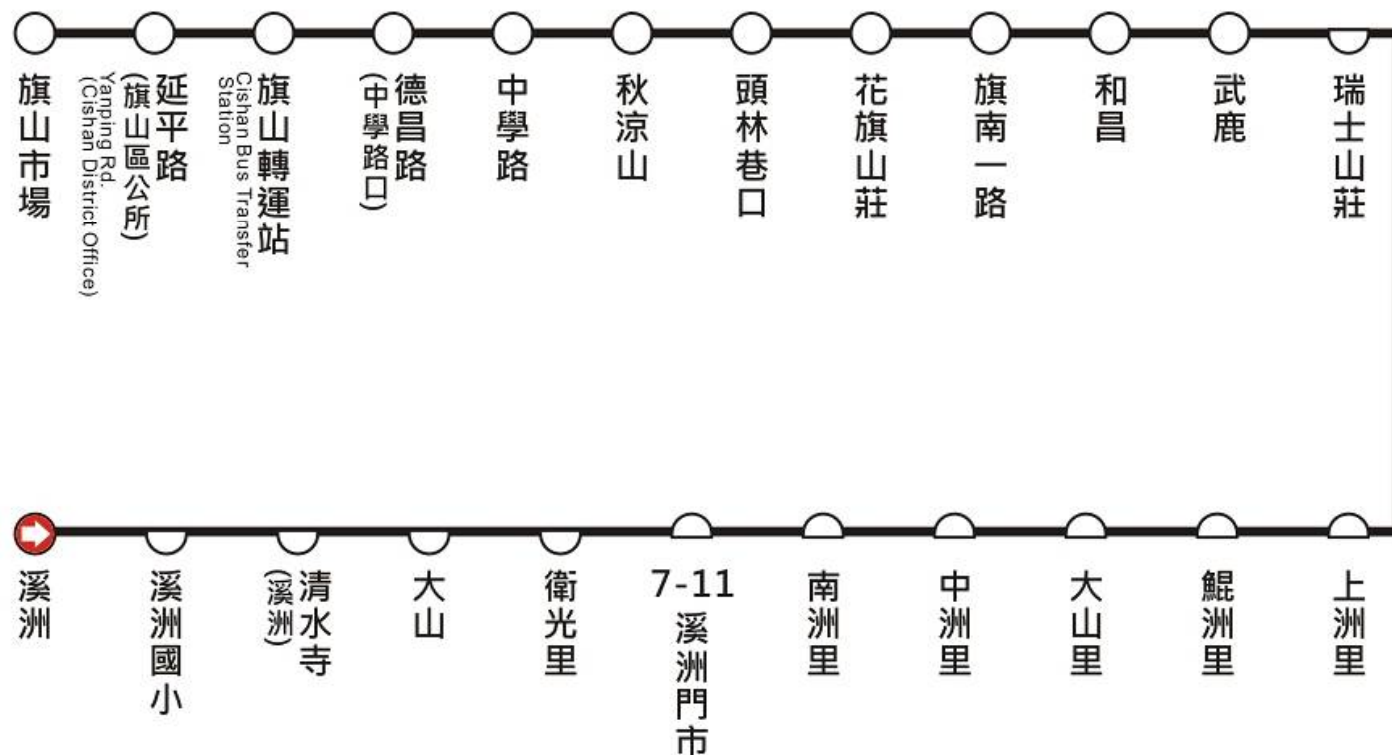 旗山市場
延平路
(旗山區公所)
Yanping Rd.
(Cishan District Office)
旗山轉運站
Cishan Bus Transfer
Station
德昌路
(中學路口)
中學路
秋涼山
頭林巷口
花旗山莊
旗南一路
和昌
武鹿
瑞士山莊
溪洲
溪洲國小
清水寺
(溪洲)
大山
衛光里
7-11
溪洲門市
南洲里
中洲里
大山里
鯤洲里
上洲里